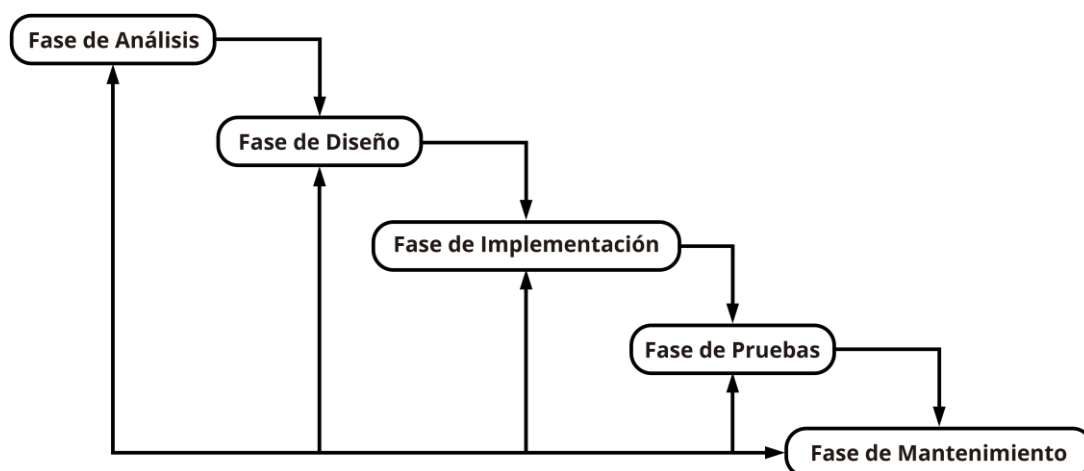 Fase de Análisis
Fase de Diseño
Fase de Implementación
Fase de Pruebas
Fase de Mantenimiento